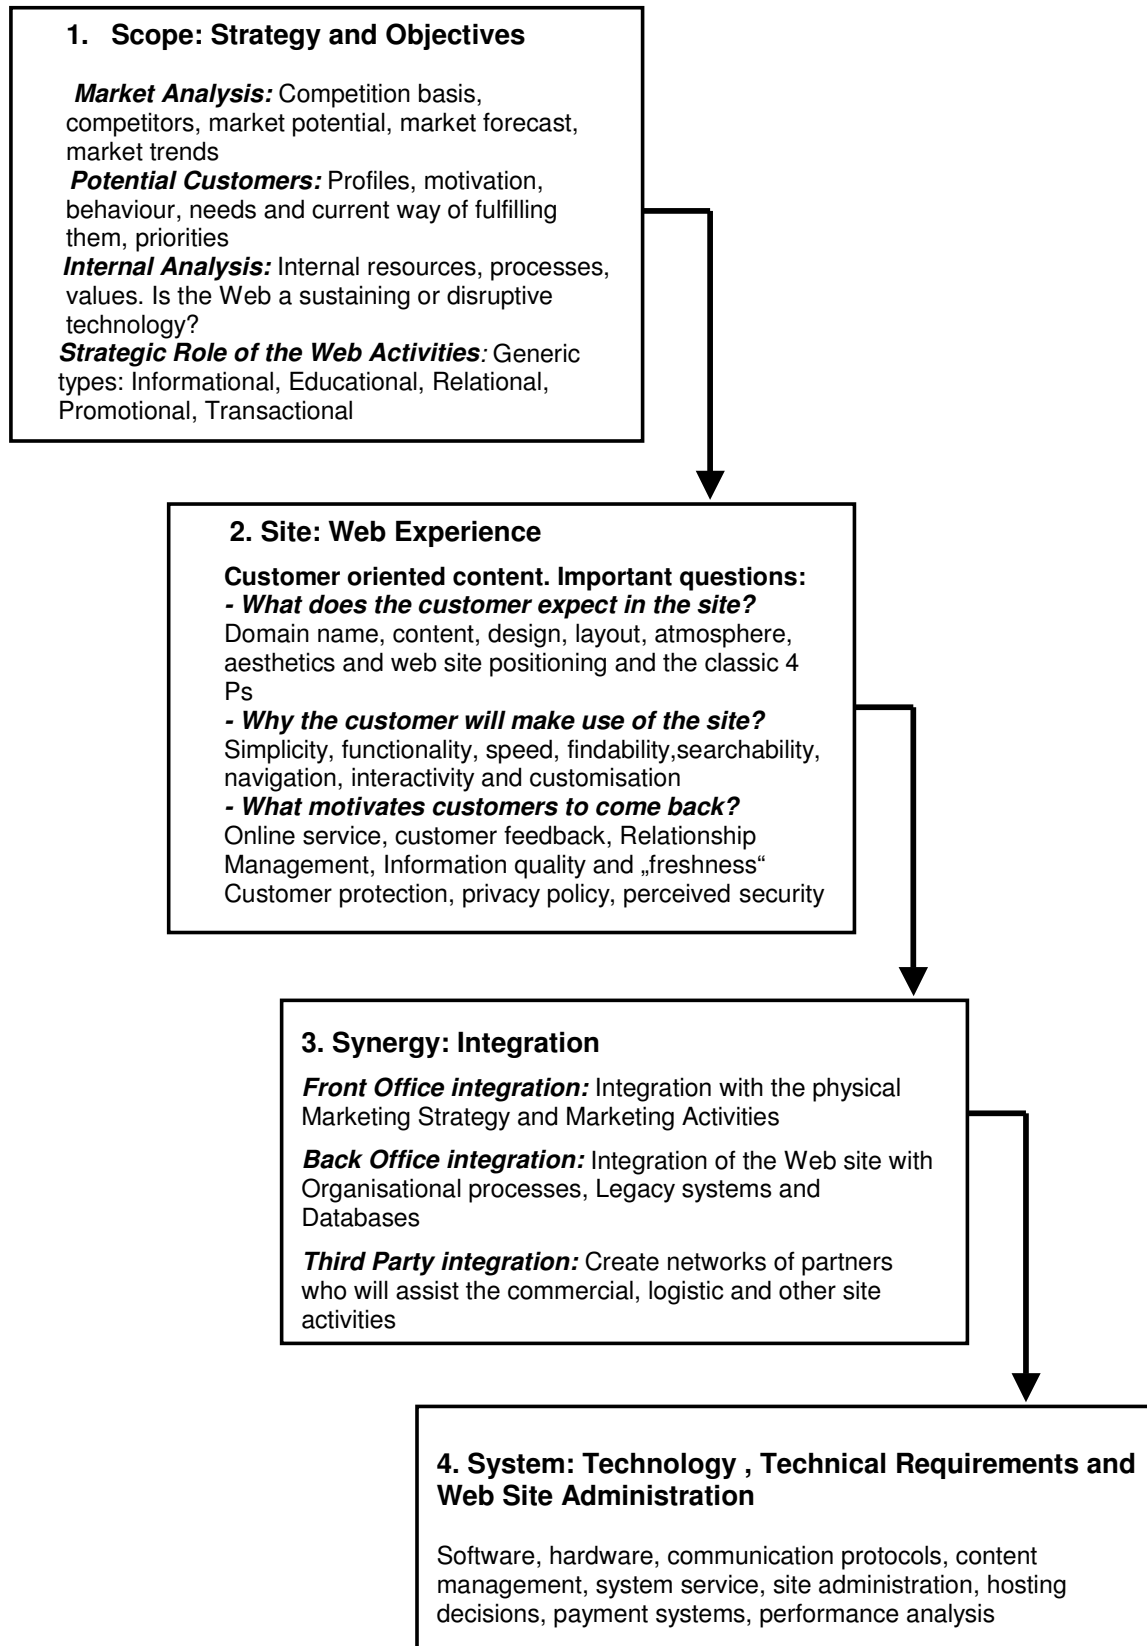 1. Scope: Strategy and Objectives
Market Analysis: Competition basis,
competitors, market potential, market forecast,
market trends
Potential Customers: Profiles, motivation,
behaviour, needs and current way of fulfilling
them, priorities
Internal Analysis: Internal resources, processes,
values. Is the Web a sustaining or disruptive
technology?
Strategic Role of the Web Activities: Generic
types: Informational, Educational, Relational,
Promotional, Transactional
2. Site: Web Experience
Customer oriented content. Important questions:
- What does the customer expect in the site?
Domain name, content, design, layout, atmosphere,
aesthetics and web site positioning and the classic 4
Ps
- Why the customer will make use of the site?
Simplicity, functionality, speed, findability,searchability,
navigation, interactivity and customisation
- What motivates customers to come back?
Online service, customer feedback, Relationship
Management, Information quality and „freshness“
Customer protection, privacy policy, perceived security
3. Synergy: Integration
Front Office integration: Integration with the physical
Marketing Strategy and Marketing Activities
Back Office integration: Integration of the Web site with
Organisational processes, Legacy systems and
Databases
Third Party integration: Create networks of partners
who will assist the commercial, logistic and other site
activities
4. System: Technology , Technical Requirements and
Web Site Administration
Software, hardware, communication protocols, content
management, system service, site administration, hosting
decisions, payment systems, performance analysis